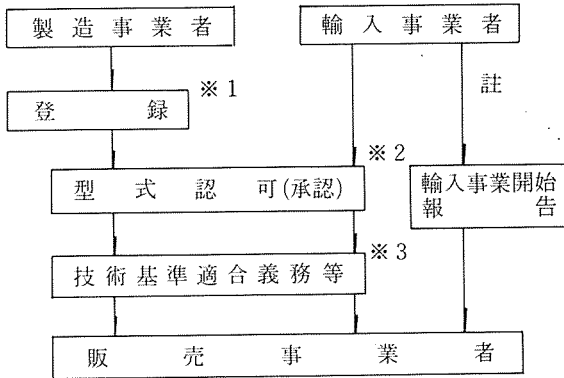 製造事業者
輸入事業者
※1
註
登録
※2
型式認可(承認)
輸入事業開始
報告
※3
技術基準適合義務等
販売事業者